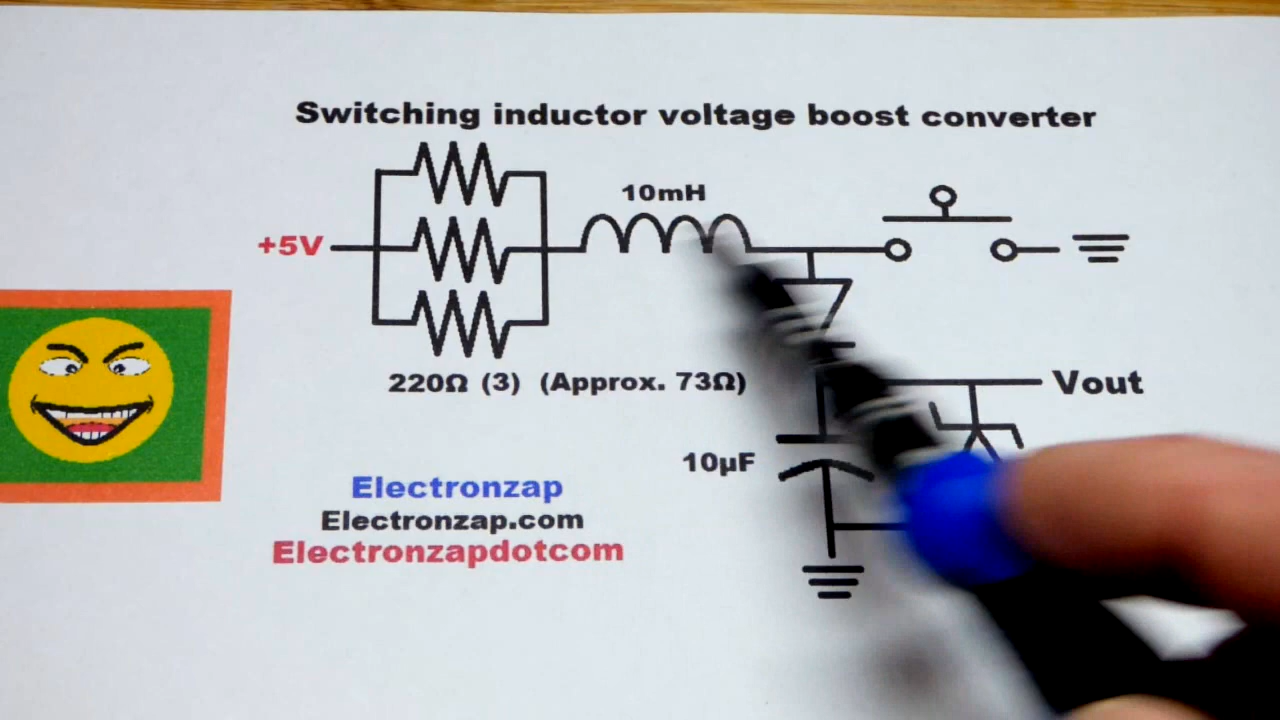 Switching inductor voltage boost converter
10mH
+5V
220Ω (3) (Approx. 73Ω)
Vout
10µF
Electronzap
Electronzap.com
Electronzapdotcom